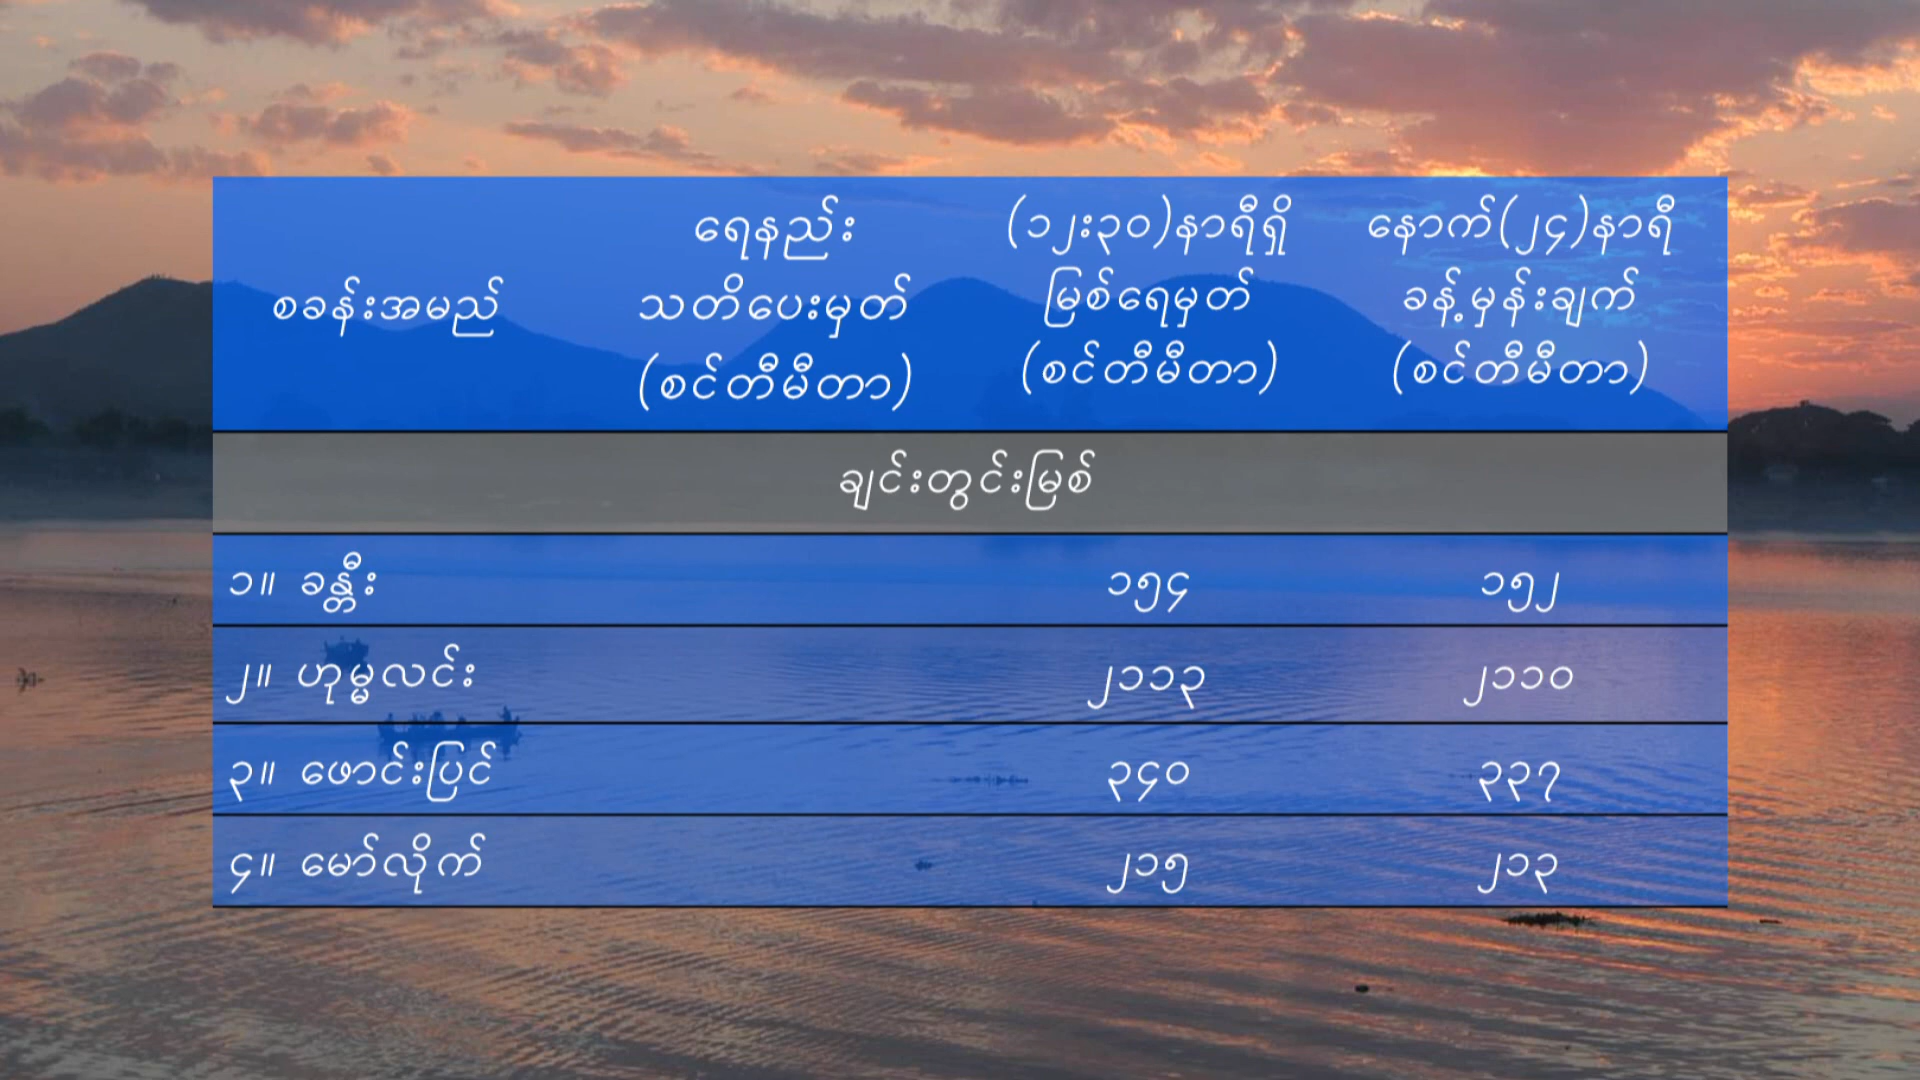 စခန်းအမည်
ရေနည်း
သတိပေးမှတ်
(စင်တီမီတာ)
(၁၂း၃၀)နာရီရှိ
မြစ်ရေမှတ်
(စင်တီမီတာ)
နောက်(၂၄)နာရီ
ခန့်မှန်းချက်
(စင်တီမီတာ)
ချင်းတွင်းမြစ်
၁။ ခန္တီး ၁၅၄ ၁၅၂
၂။ ဟုမ္မလင်း ၂၁၁၃ ၂၁၁၀
၃။ ဖောင်းပြင် ၃၄၀ ၃၃၇
၄။ မော်လိုက် ၂၁၅ ၂၁၃